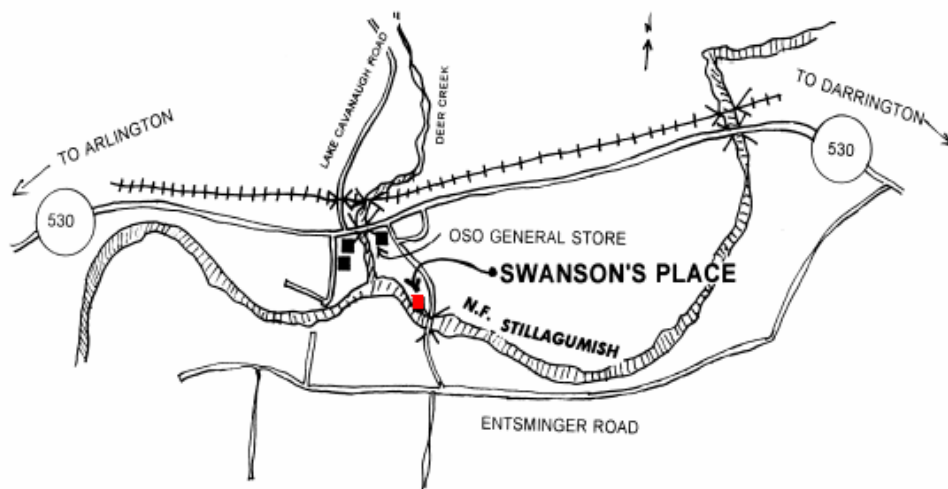 LAKE CAVANAUGH ROAD
DEER CREEK
TO DARRINGTON
TO ARLINGTON
530
530
OSO GENERAL STORE
SWANSON'S PLACE
N.F. STILLAGUMISH
ENTSMINGER ROAD